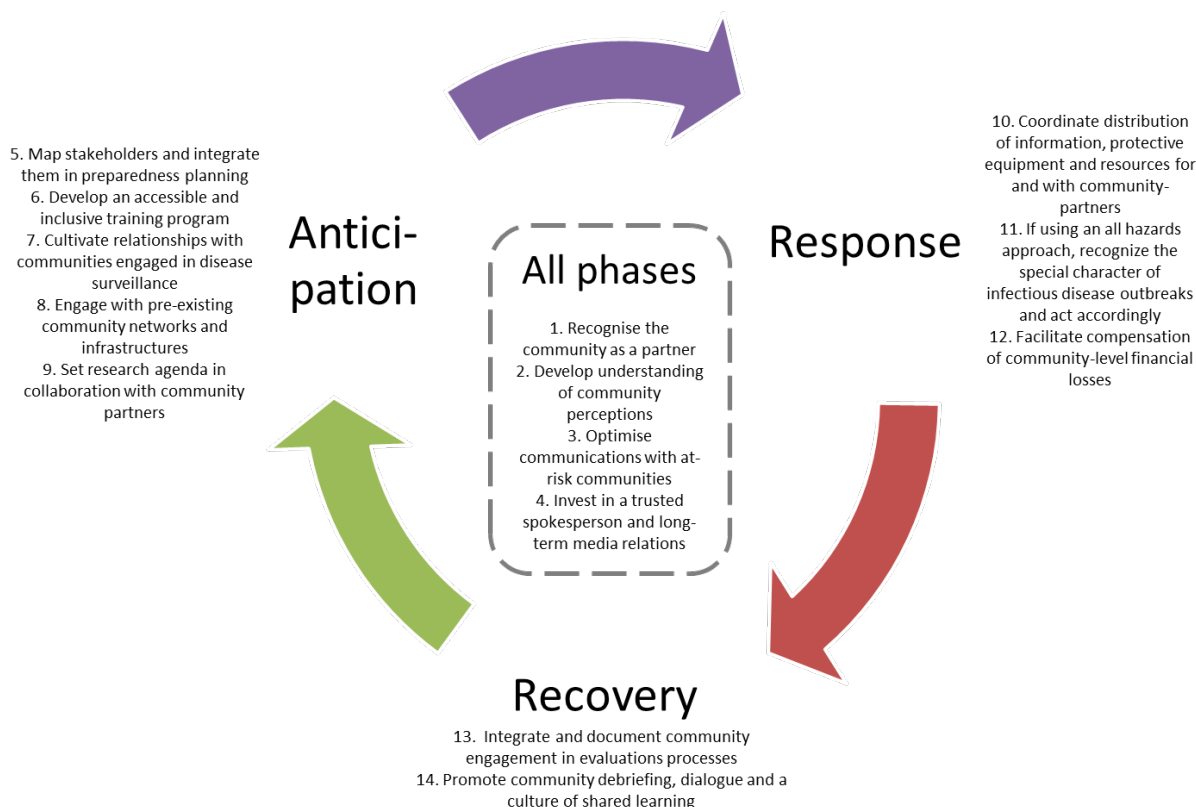 5. Map stakeholders and integrate
them in preparedness planning
6. Develop an accessible and
inclusive training program
7. Cultivate relationships with
communities engaged in disease
surveillance
8. Engage with pre-existing
community networks and
infrastructures
9. Set research agenda in
collaboration with community
partners
Antici-
pation
All phases
1. Recognise the
community as a partner
2. Develop understanding
of community
perceptions
3. Optimise
communications with at-
risk communities
4. Invest in a trusted
spokesperson and long-
term media relations
Response
10. Coordinate distribution
of information, protective
equipment and resources for
and with community-
partners
11. If using an all hazards
approach, recognize the
special character of
infectious disease outbreaks
and act accordingly
12. Facilitate compensation
of community-level financial
losses
Recovery
13. Integrate and document community
engagement in evaluations processes
14. Promote community debriefing, dialogue and a
culture of shared learning